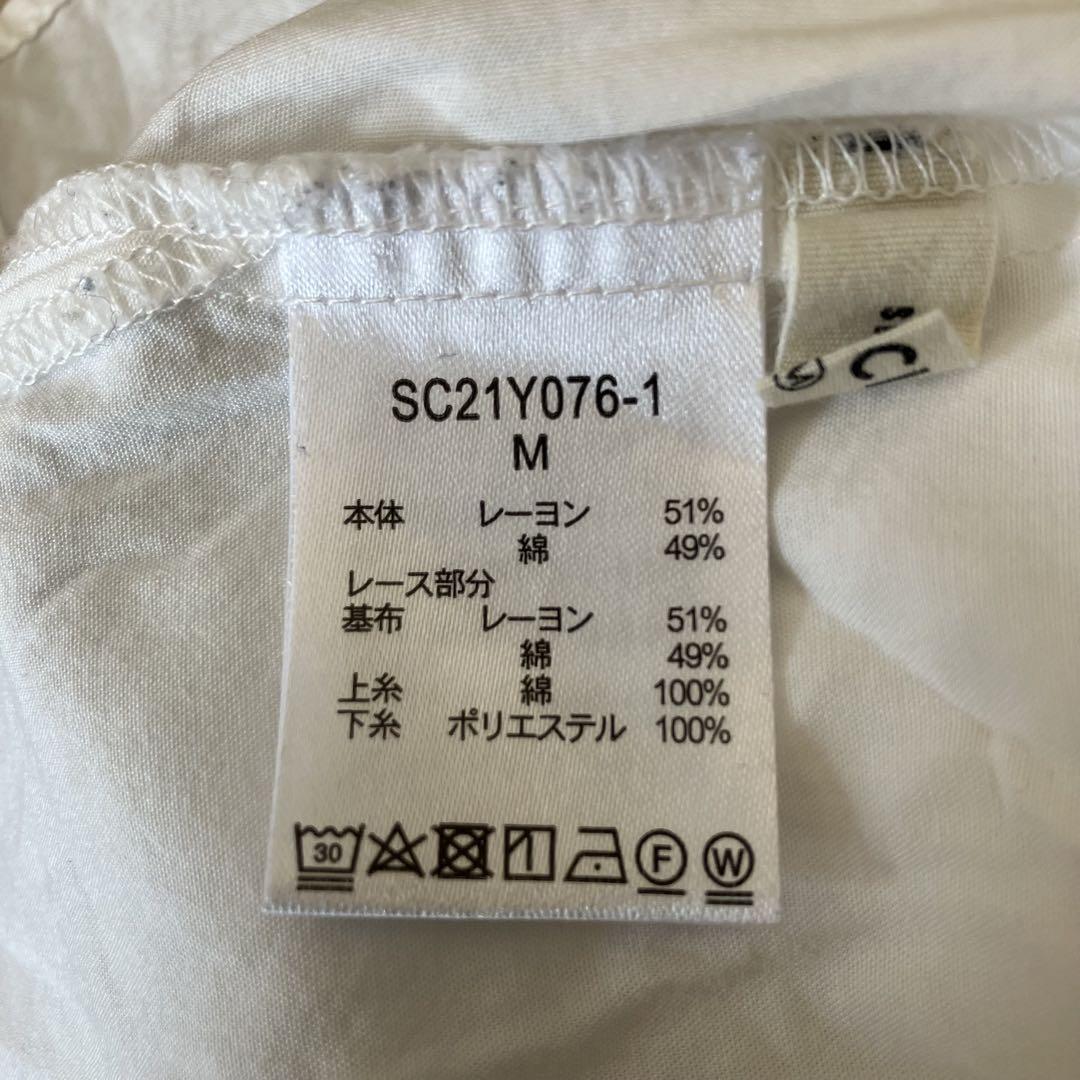 SC21Y076-1
M
本体 レーヨン 51%
綿 49%
レース部分
基布 レーヨン 51%
綿 49%
上糸 綿 100%
下糸 ポリエステル 100%
30
F
W